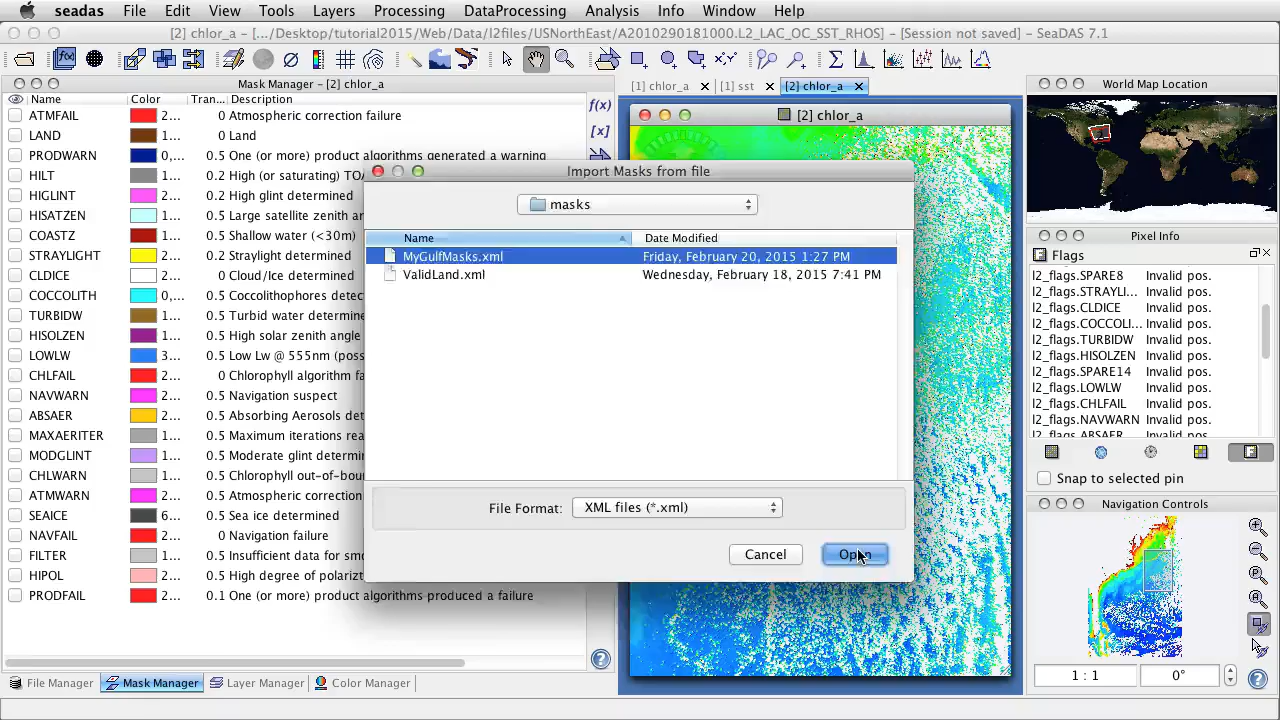 seadas File Edit View Tools Layers Processing DataProcessing Analysis Info Window Help
[2] chlor_a - [.../Desktop/tutorial2015/Web/Data/l2files/USNorthEast/A2010290181000.L2_LAC_OC_SST_RHOS] - [Session not saved] - SeaDAS 7.1
Mask Manager - [2] chlor_a
Name Color Tran... Description
ATMFAIL 2... 0 Atmospheric correction failure
LAND 1... 0 Land
PRODWARN 0,... 0.5 One (or more) product algorithms generated a warning
HILT 1... 0.2 High (or saturating) TOA
HIGLINT 2... 0.2 High glint determined
HISATZEN 1... 0.5 Large satellite zenith
COASTZ 1... 0.5 Shallow water (<30m)
STRAYLIGHT 2... 0.2 Straylight determined
CLDICE 2... 0 Cloud/Ice determined
COCCOLITH 0,... 0.5 Coccolithophores detec
TURBIDW 1... 0.5 Turbid water determine
HISOLZEN 1... 0.5 High solar zenith angle
LOWLW 3... 0.5 Low Lw @ 555nm (poss
CHLFAIL 2... 0 Chlorophyll algorithm fa
NAVWARN 2... 0.5 Navigation suspect
ABSAER 2... 0.5 Absorbing Aerosols det
MAXAERITER 1... 0.5 Maximum iterations rea
MODGLINT 1... 0.5 Moderate glint determin
CHLWARN 1... 0.5 Chlorophyll out-of-bou
ATMWARN 2... 0.5 Atmospheric correction
SEAICE 6... 0.5 Sea ice determined
NAVFAIL 2... 0 Navigation failure
FILTER 1... 0.5 Insufficient data for smo
HIPOL 1... 0.5 High degree of polarizt
PRODFAIL 2... 0.1 One (or more) product algorithms produced a failure
File Manager Mask Manager Layer Manager Color Manager
f(x)
[x]
[1] chlor_a [1] sst [2] chlor_a
[2] chlor_a
Import Masks from file
masks
Name Date Modified
MyGulfMasks.xml Friday, February 20, 2015 1:27 PM
ValidLand.xml Wednesday, February 18, 2015 7:41 PM
File Format: XML files (*.xml)
Cancel Open
World Map Location
Pixel Info
Flags
l2_flags.SPARE8 Invalid pos.
l2_flags.STRAYLI... Invalid pos.
l2_flags.CLDICE Invalid pos.
l2_flags.COCCOLI... Invalid pos.
l2_flags.TURBIDW Invalid pos.
l2_flags.HISOLZEN Invalid pos.
l2_flags.SPARE14 Invalid pos.
l2_flags.LOWLW Invalid pos.
l2_flags.CHLFAIL Invalid pos.
l2_flags.NAVWARN Invalid pos.
l2_flags.ABSAER Invalid pos.
Snap to selected pin
Navigation Controls
1 : 1 0°